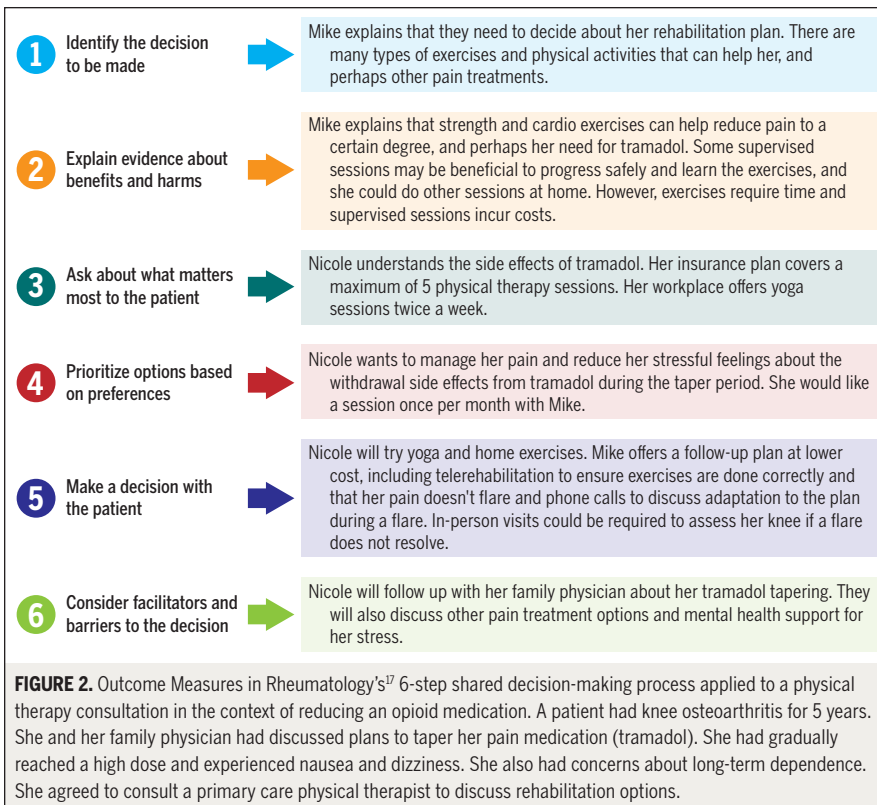 1 Identify the decision
to be made
Mike explains that they need to decide about her rehabilitation plan. There are
many types of exercises and physical activities that can help her, and
perhaps other pain treatments.
2 Explain evidence about
benefits and harms
Mike explains that strength and cardio exercises can help reduce pain to a
certain degree, and perhaps her need for tramadol. Some supervised
sessions may be beneficial to progress safely and learn the exercises, and
she could do other sessions at home. However, exercises require time and
supervised sessions incur costs.
3 Ask about what matters
most to the patient
Nicole understands the side effects of tramadol. Her insurance plan covers a
maximum of 5 physical therapy sessions. Her workplace offers yoga
sessions twice a week.
4 Prioritize options based
on preferences
Nicole wants to manage her pain and reduce her stressful feelings about the
withdrawal side effects from tramadol during the taper period. She would like
a session once per month with Mike.
5 Make a decision with
the patient
Nicole will try yoga and home exercises. Mike offers a follow-up plan at lower
cost, including telerehabilitation to ensure exercises are done correctly and
that her pain doesn't flare and phone calls to discuss adaptation to the plan
during a flare. In-person visits could be required to assess her knee if a flare
does not resolve.
6 Consider facilitators and
barriers to the decision
Nicole will follow up with her family physician about her tramadol tapering. They
will also discuss other pain treatment options and mental health support for
her stress.
FIGURE 2. Outcome Measures in Rheumatology's17 6-step shared decision-making process applied to a physical
therapy consultation in the context of reducing an opioid medication. A patient had knee osteoarthritis for 5 years.
She and her family physician had discussed plans to taper her pain medication (tramadol). She had gradually
reached a high dose and experienced nausea and dizziness. She also had concerns about long-term dependence.
She agreed to consult a primary care physical therapist to discuss rehabilitation options.